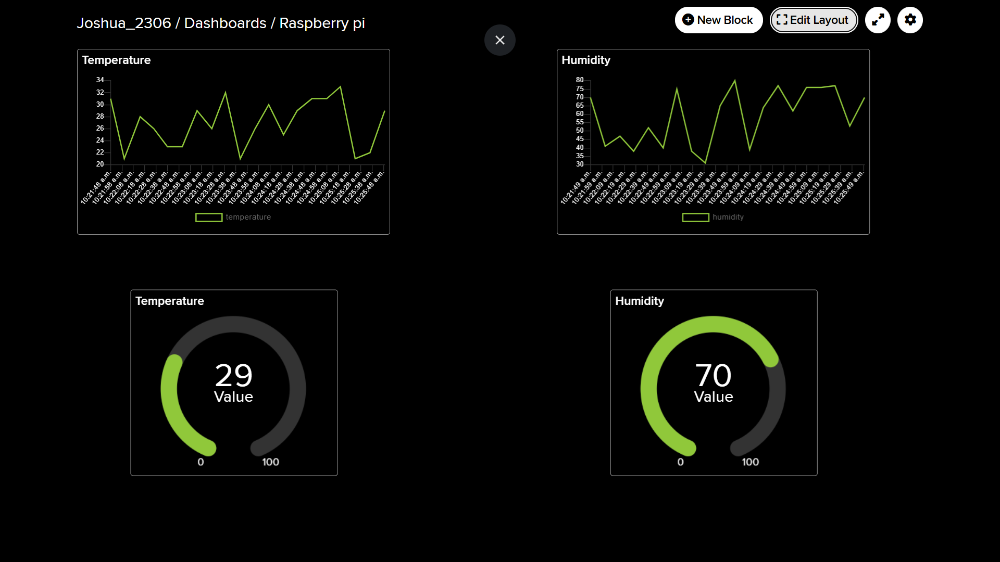 Joshua_2306 / Dashboards / Raspberry pi
New Block
Edit Layout
Temperature
34
32
30
28
26
24
22
20
10:21:48 a.m.
10:21:58 a.m.
10:22:08 a.m.
10:22:18 a.m.
10:22:28 a.m.
10:22:38 a.m.
10:22:48 a.m.
10:22:58 a.m.
10:23:08 a.m.
10:23:18 a.m.
10:23:28 a.m.
10:23:38 a.m.
10:23:48 a.m.
10:23:58 a.m.
10:24:08 a.m.
10:24:18 a.m.
10:24:28 a.m.
10:24:38 a.m.
10:24:48 a.m.
10:24:58 a.m.
10:25:08 a.m.
10:25:18 a.m.
10:25:28 a.m.
10:25:38 a.m.
10:25:48 a.m.
temperature
Humidity
80
75
70
65
60
55
50
45
40
35
30
10:21:49 a.m.
10:21:59 a.m.
10:22:09 a.m.
10:22:19 a.m.
10:22:29 a.m.
10:22:39 a.m.
10:22:49 a.m.
10:22:59 a.m.
10:23:09 a.m.
10:23:19 a.m.
10:23:29 a.m.
10:23:39 a.m.
10:23:49 a.m.
10:23:59 a.m.
10:24:09 a.m.
10:24:19 a.m.
10:24:29 a.m.
10:24:39 a.m.
10:24:49 a.m.
10:24:59 a.m.
10:25:09 a.m.
10:25:19 a.m.
10:25:29 a.m.
10:25:39 a.m.
10:25:49 a.m.
humidity
Temperature
29
Value
0
100
Humidity
70
Value
0
100